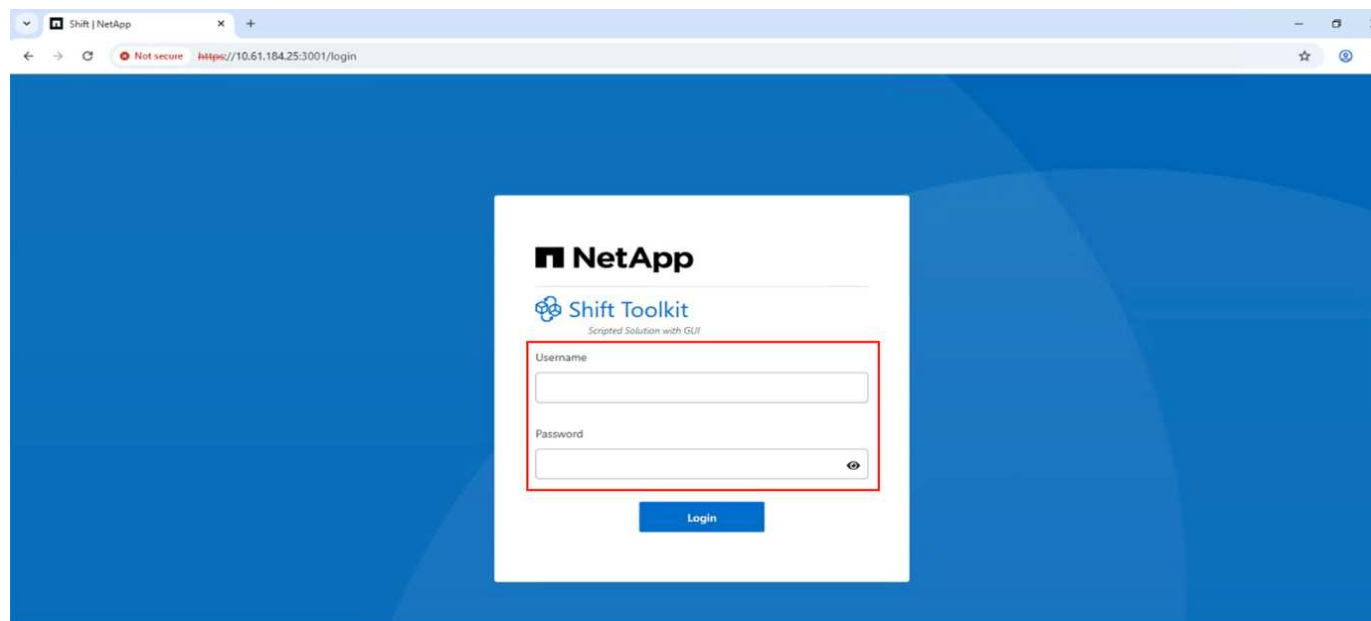 Shift | NetApp
Not secure https://10.61.184.25:3001/login
NetApp
Shift Toolkit
Scripted Solution with GUI
Username
Password
Login